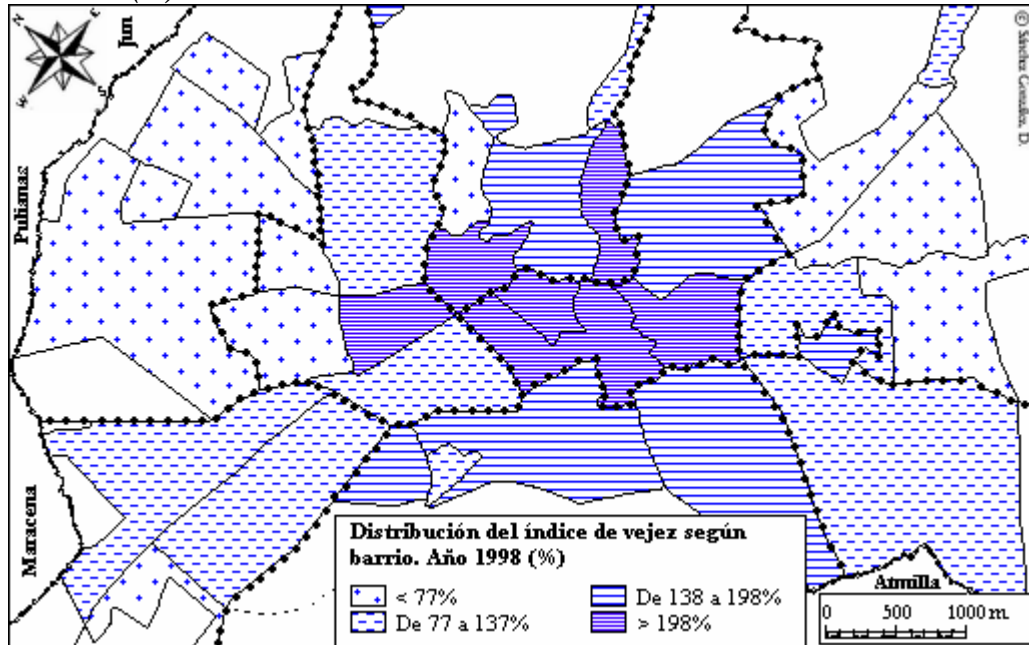 N
E
S
W
Jun
© Sánchez González, D.
Pulianas
Maracena
Distribución del índice de vejez según
barrio. Año 1998 (%)
< 77%
De 77 a 137%
De 138 a 198%
> 198%
Atmilla
0 500 1000 m.